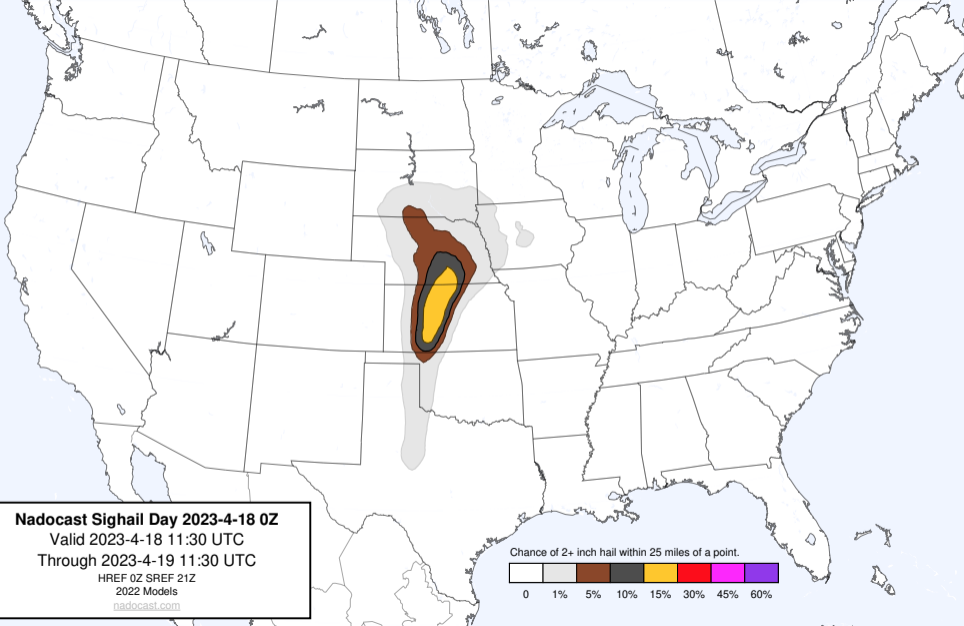 Nadocast Sighail Day 2023-4-18 0Z
Valid 2023-4-18 11:30 UTC
Through 2023-4-19 11:30 UTC
HREF 0Z SREF 21Z
2022 Models
nadocast.com
Chance of 2+ inch hail within 25 miles of a point.
0 1% 5% 10% 15% 30% 45% 60%